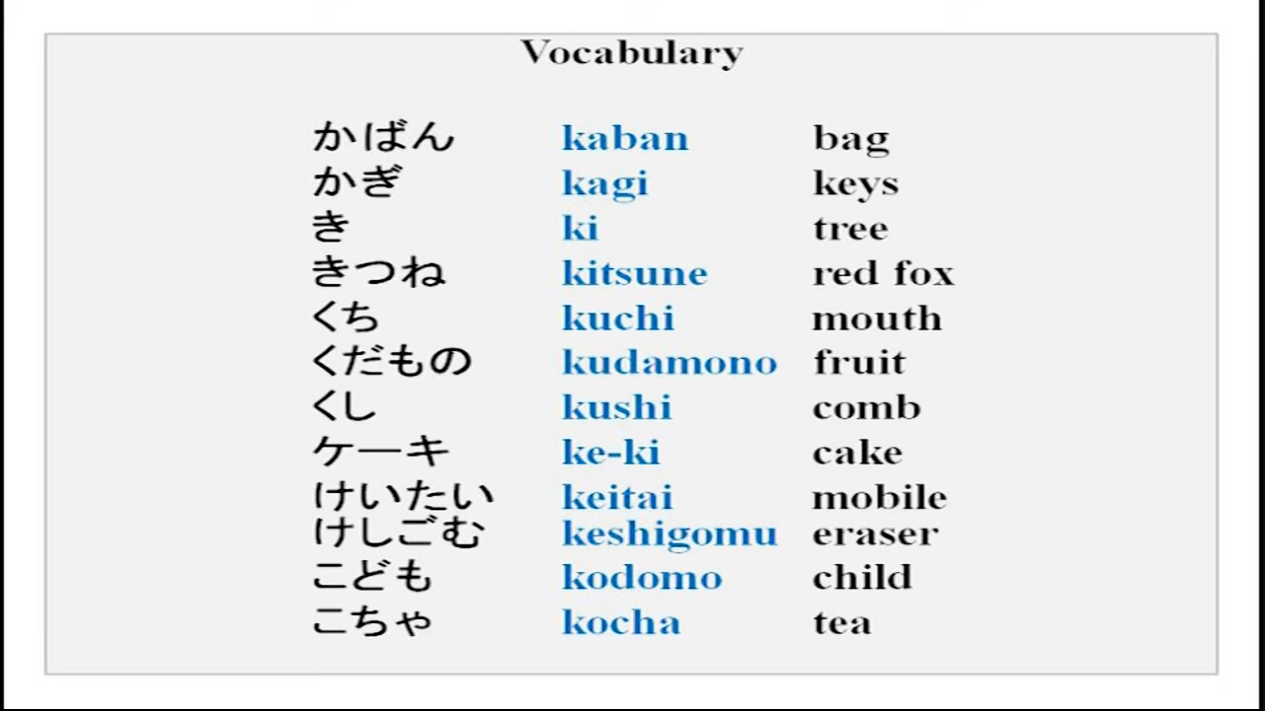 Vocabulary
かばん kaban bag
かぎ kagi keys
き ki tree
きつね kitsune red fox
くち kuchi mouth
くだもの kudamono fruit
くし kushi comb
ケーキ ke-ki cake
けいたい keitai mobile
けしごむ keshigomu eraser
こども kodomo child
こちゃ kocha tea